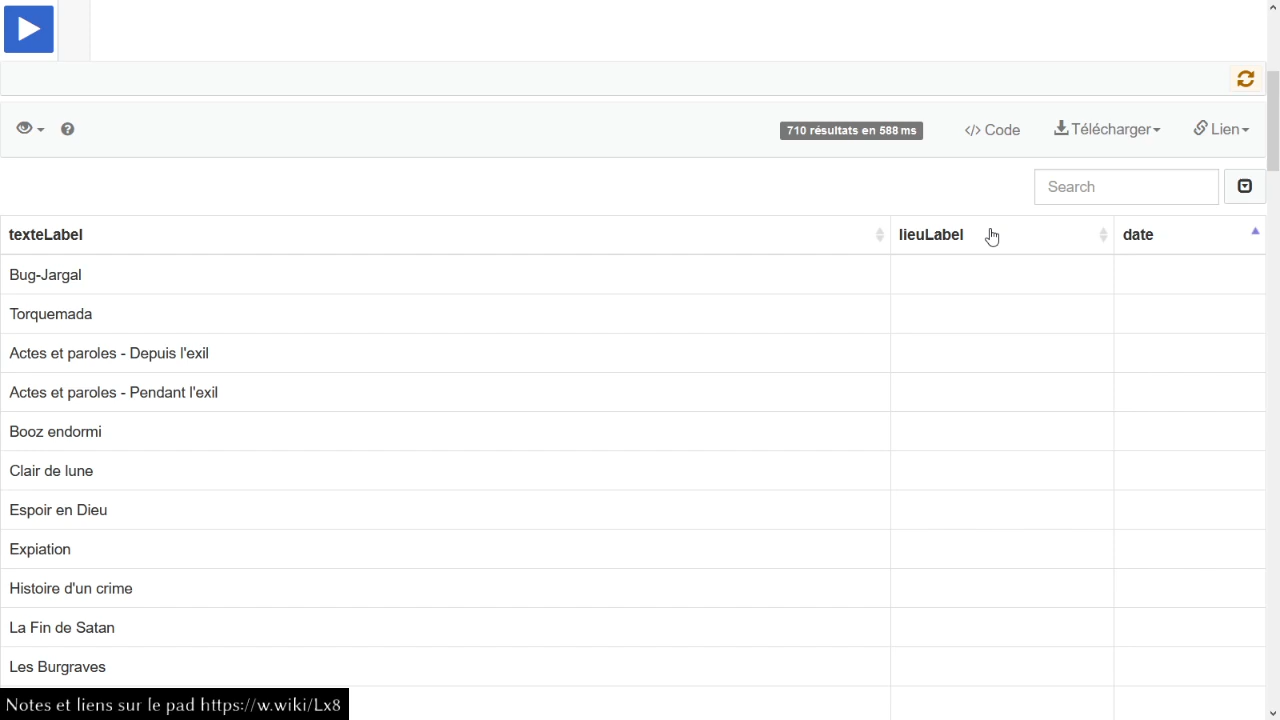 710 résultats en 588 ms
</> Code
Télécharger
Lien
Search
texteLabel lieuLabel date
Bug-Jargal
Torquemada
Actes et paroles - Depuis l'exil
Actes et paroles - Pendant l'exil
Booz endormi
Clair de lune
Espoir en Dieu
Expiation
Histoire d'un crime
La Fin de Satan
Les Burgraves
Notes et liens sur le pad https://w.wiki/Lx8